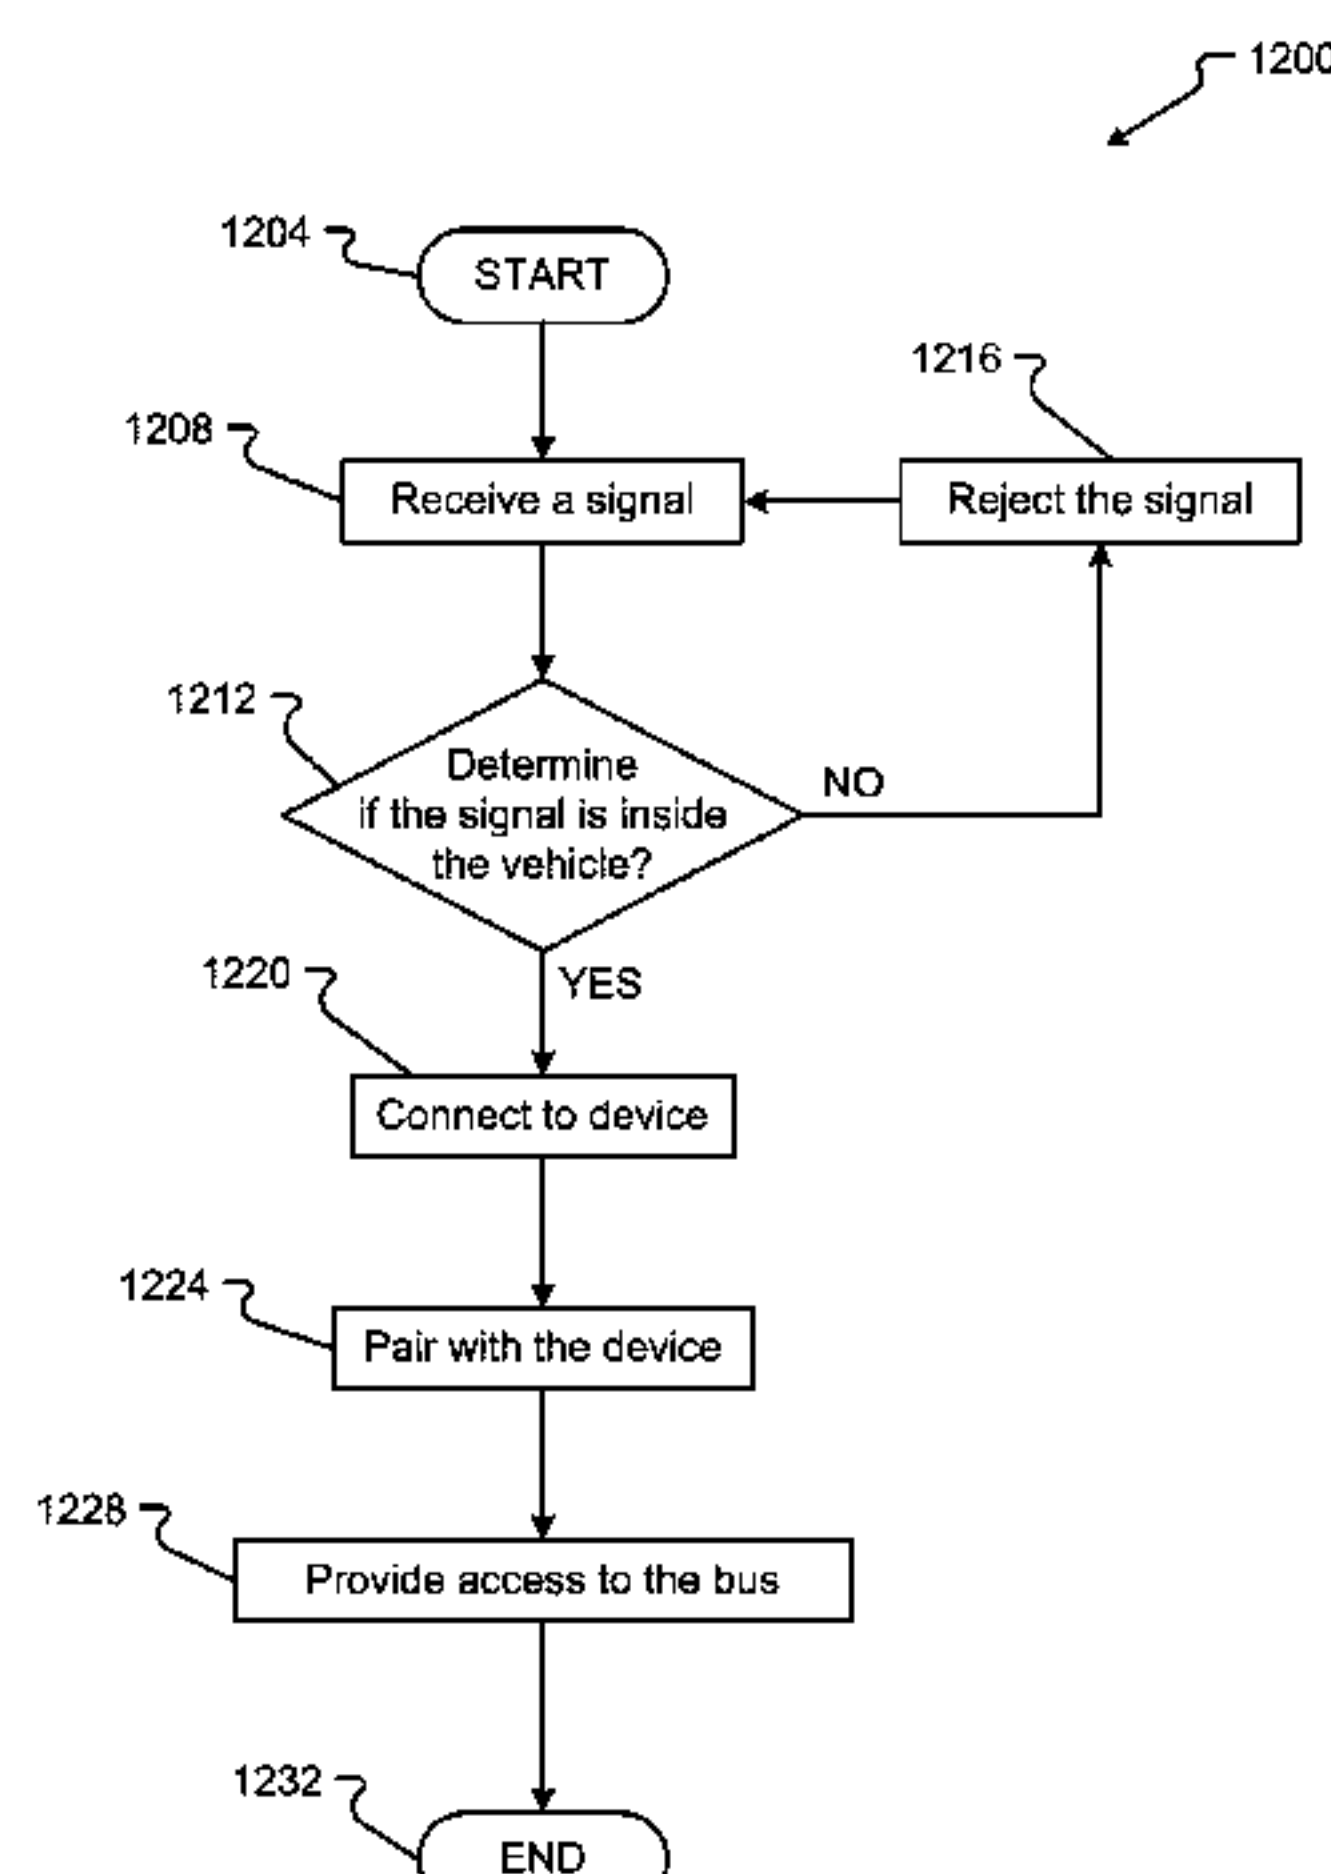 1200
1204
START
1216
1208
Receive a signal
Reject the signal
1212
Determine
if the signal is inside
the vehicle?
NO
1220
YES
Connect to device
1224
Pair with the device
1228
Provide access to the bus
1232
END